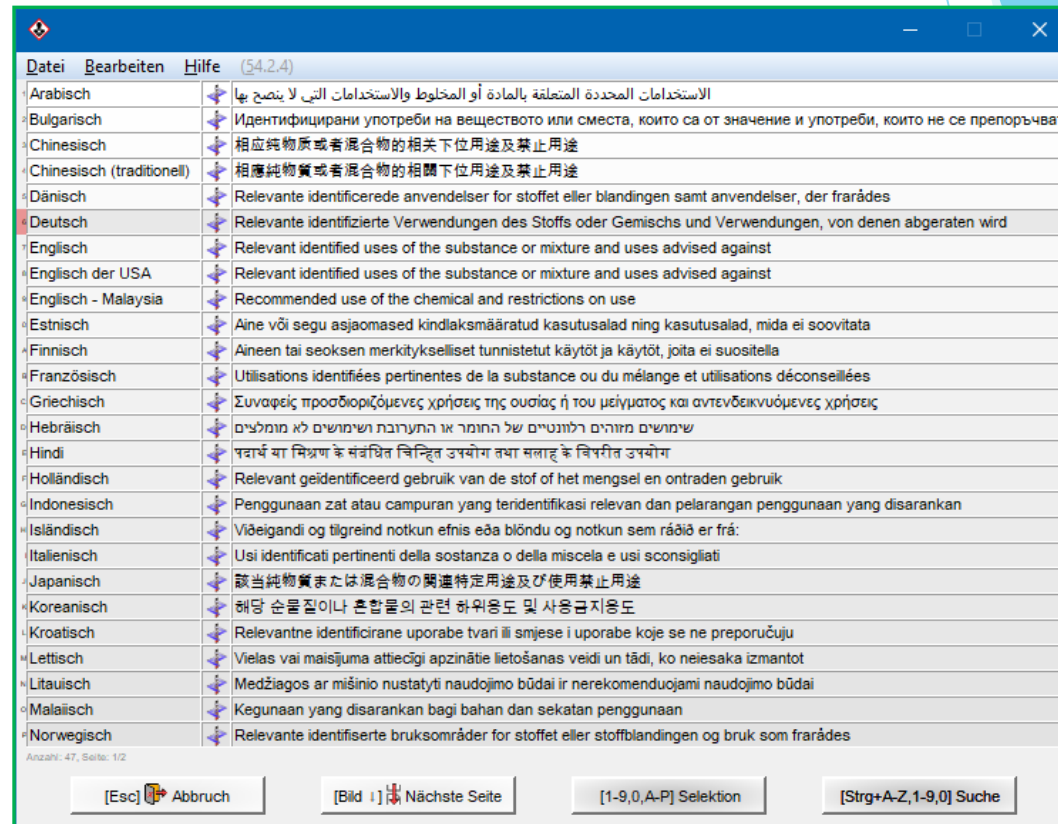 Datei Bearbeiten Hilfe (54.2.4)
1 Arabisch الاستخدامات المحددة المتعلقة بالمادة أو المخلوط والاستخدامات التي لا ينصح بها
2 Bulgarisch Идентифицирани употреби на веществото или сместа, които са от значение и употреби, които не се препоръчват
3 Chinesisch 相应纯物质或者混合物的相关下位用途及禁止用途
4 Chinesisch (traditionell) 相應純物質或者混合物的相關下位用途及禁止用途
5 Dänisch Relevante identificerede anvendelser for stoffet eller blandingen samt anvendelser, der frarådes
6 Deutsch Relevante identifizierte Verwendungen des Stoffs oder Gemischs und Verwendungen, von denen abgeraten wird
7 Englisch Relevant identified uses of the substance or mixture and uses advised against
8 Englisch der USA Relevant identified uses of the substance or mixture and uses advised against
9 Englisch - Malaysia Recommended use of the chemical and restrictions on use
0 Estnisch Aine või segu asjaomased kindlaksmääratud kasutusalad ning kasutusalad, mida ei soovitata
A Finnisch Aineen tai seoksen merkitykselliset tunnistetut käytöt ja käytöt, joita ei suositella
B Französisch Utilisations identifiées pertinentes de la substance ou du mélange et utilisations déconseillées
C Griechisch Συναφείς προσδιοριζόμενες χρήσεις της ουσίας ή του μείγματος και αντενδεικνυόμενες χρήσεις
D Hebräisch שימושים מזוהים רלוונטיים של החומר או התערובת ושימושים לא מומלצים
E Hindi पदार्थ या मिश्रण के संबंधित चिन्हित उपयोग तथा सलाह के विपरीत उपयोग
F Holländisch Relevant geïdentificeerd gebruik van de stof of het mengsel en ontraden gebruik
G Indonesisch Penggunaan zat atau campuran yang teridentifikasi relevan dan pelarangan penggunaan yang disarankan
H Isländisch Viðeigandi og tilgreind notkun efnis eða blöndu og notkun sem ráðið er frá:
I Italienisch Usi identificati pertinenti della sostanza o della miscela e usi sconsigliati
J Japanisch 該当純物質または混合物の関連特定用途及び使用禁止用途
K Koreanisch 해당 순물질이나 혼합물의 관련 하위용도 및 사용금지용도
L Kroatisch Relevantne identificirane uporabe tvari ili smjese i uporabe koje se ne preporučuju
M Lettisch Vielas vai maisījuma attiecīgi apzinātie lietošanas veidi un tādi, ko neiesaka izmantot
N Litauisch Medžiagos ar mišinio nustatyti naudojimo būdai ir nerekomenduojami naudojimo būdai
O Malaiisch Kegunaan yang disarankan bagi bahan dan sekatan penggunaan
P Norwegisch Relevante identifiserte bruksområder for stoffet eller stoffblandingen og bruk som frarådes
Anzahl: 47, Seite: 1/2
[Esc] Abbruch [Bild ↓] Nächste Seite [1-9,0,A-P] Selektion [Strg+A-Z,1-9,0] Suche